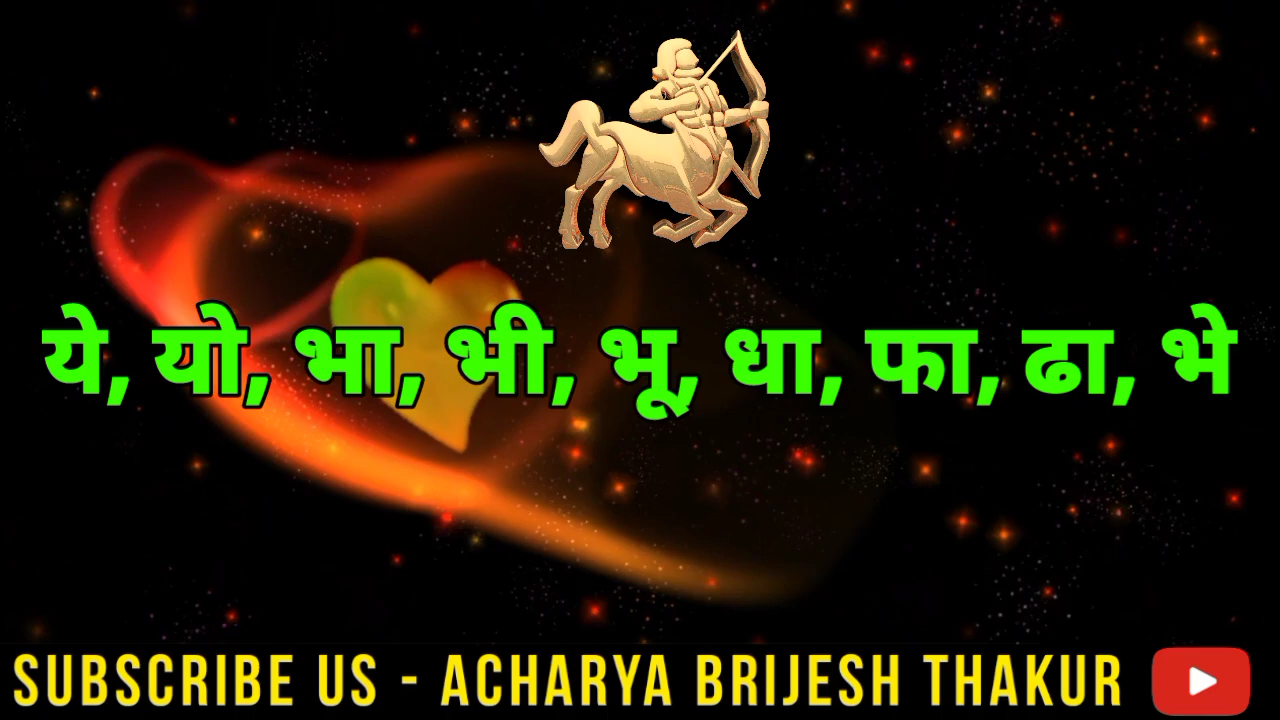 ये, यो, भा, भी, भू, धा, फा, ढा, भे
SUBSCRIBE US - ACHARYA BRIJESH THAKUR